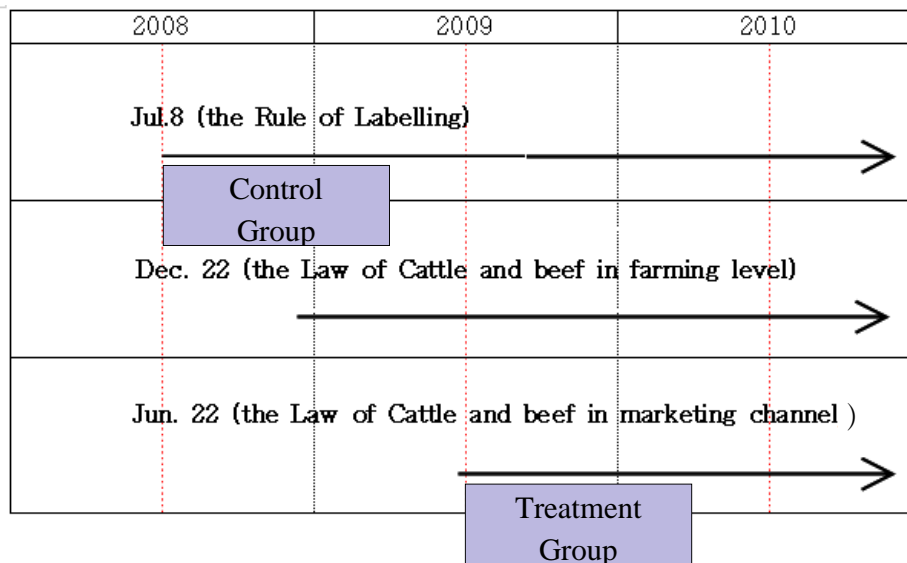 2008 2009 2010
Jul.8 (the Rule of Labelling)
Control
Group
Dec. 22 (the Law of Cattle and beef in farming level)
Jun. 22 (the Law of Cattle and beef in marketing channel )
Treatment
Group